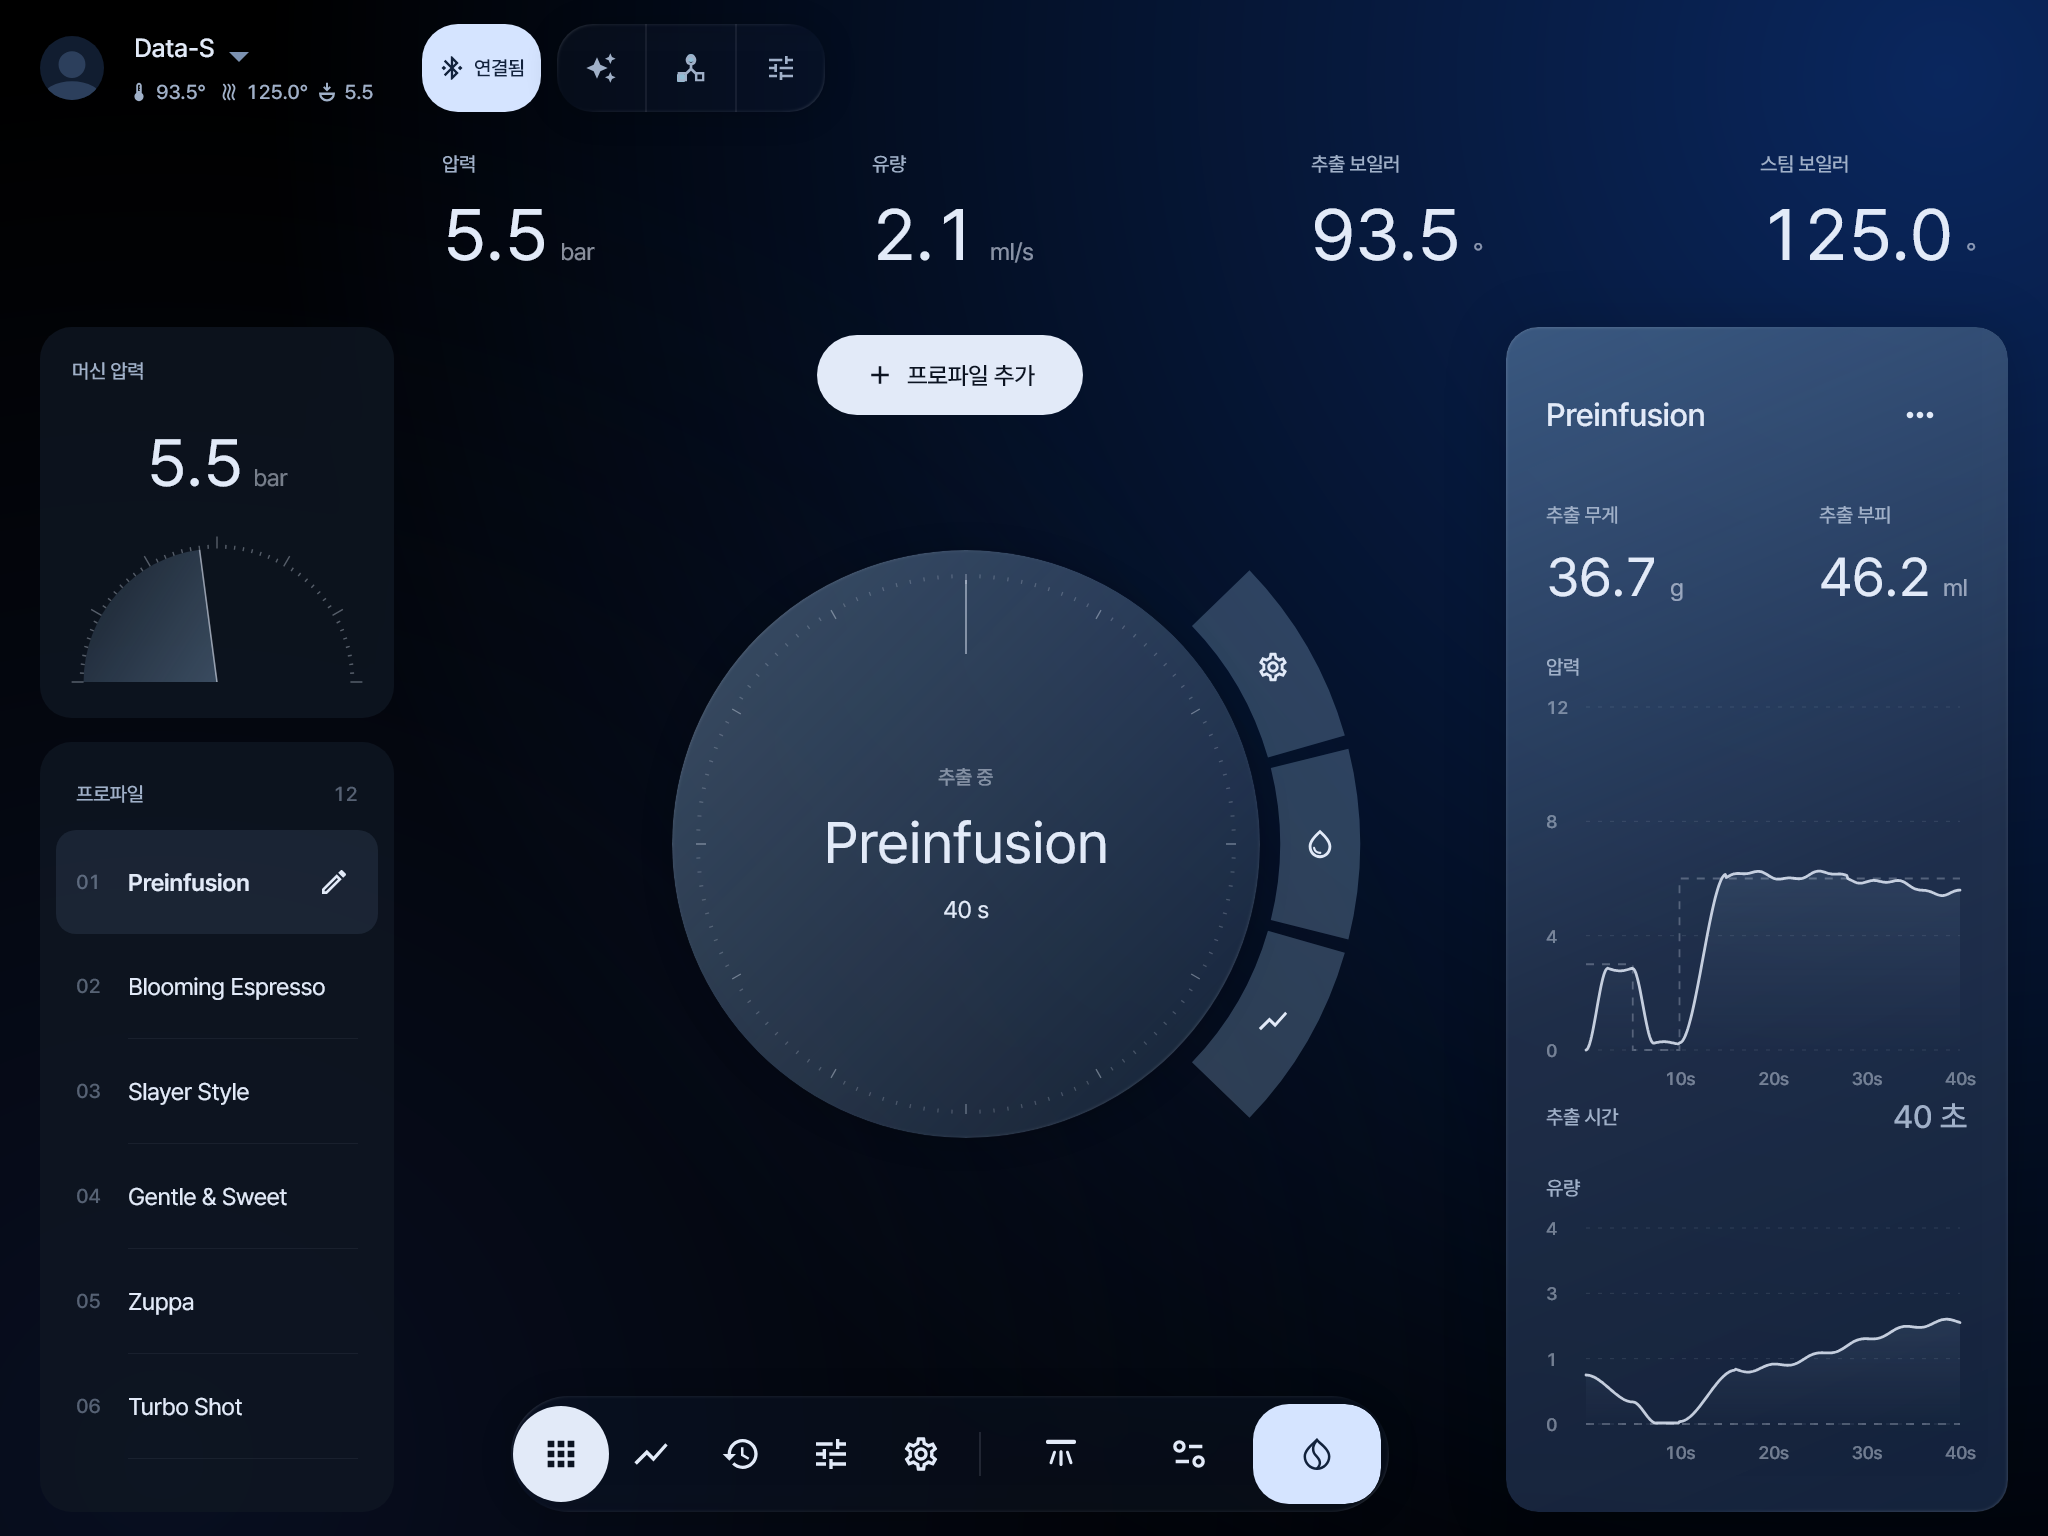 Data-S
93.5° 125.0° 5.5
연결됨
압력
5.5 bar
유량
2.1 ml/s
추출 보일러
93.5 °
스팀 보일러
125.0 °
머신 압력
5.5 bar
프로파일 12
01 Preinfusion
02 Blooming Espresso
03 Slayer Style
04 Gentle & Sweet
05 Zuppa
06 Turbo Shot
+ 프로파일 추가
추출 중
Preinfusion
40 s
Preinfusion
추출 무게
36.7 g
추출 부피
46.2 ml
압력
12
8
4
0
10s 20s 30s 40s
추출 시간 40 초
유량
4
3
1
0
10s 20s 30s 40s